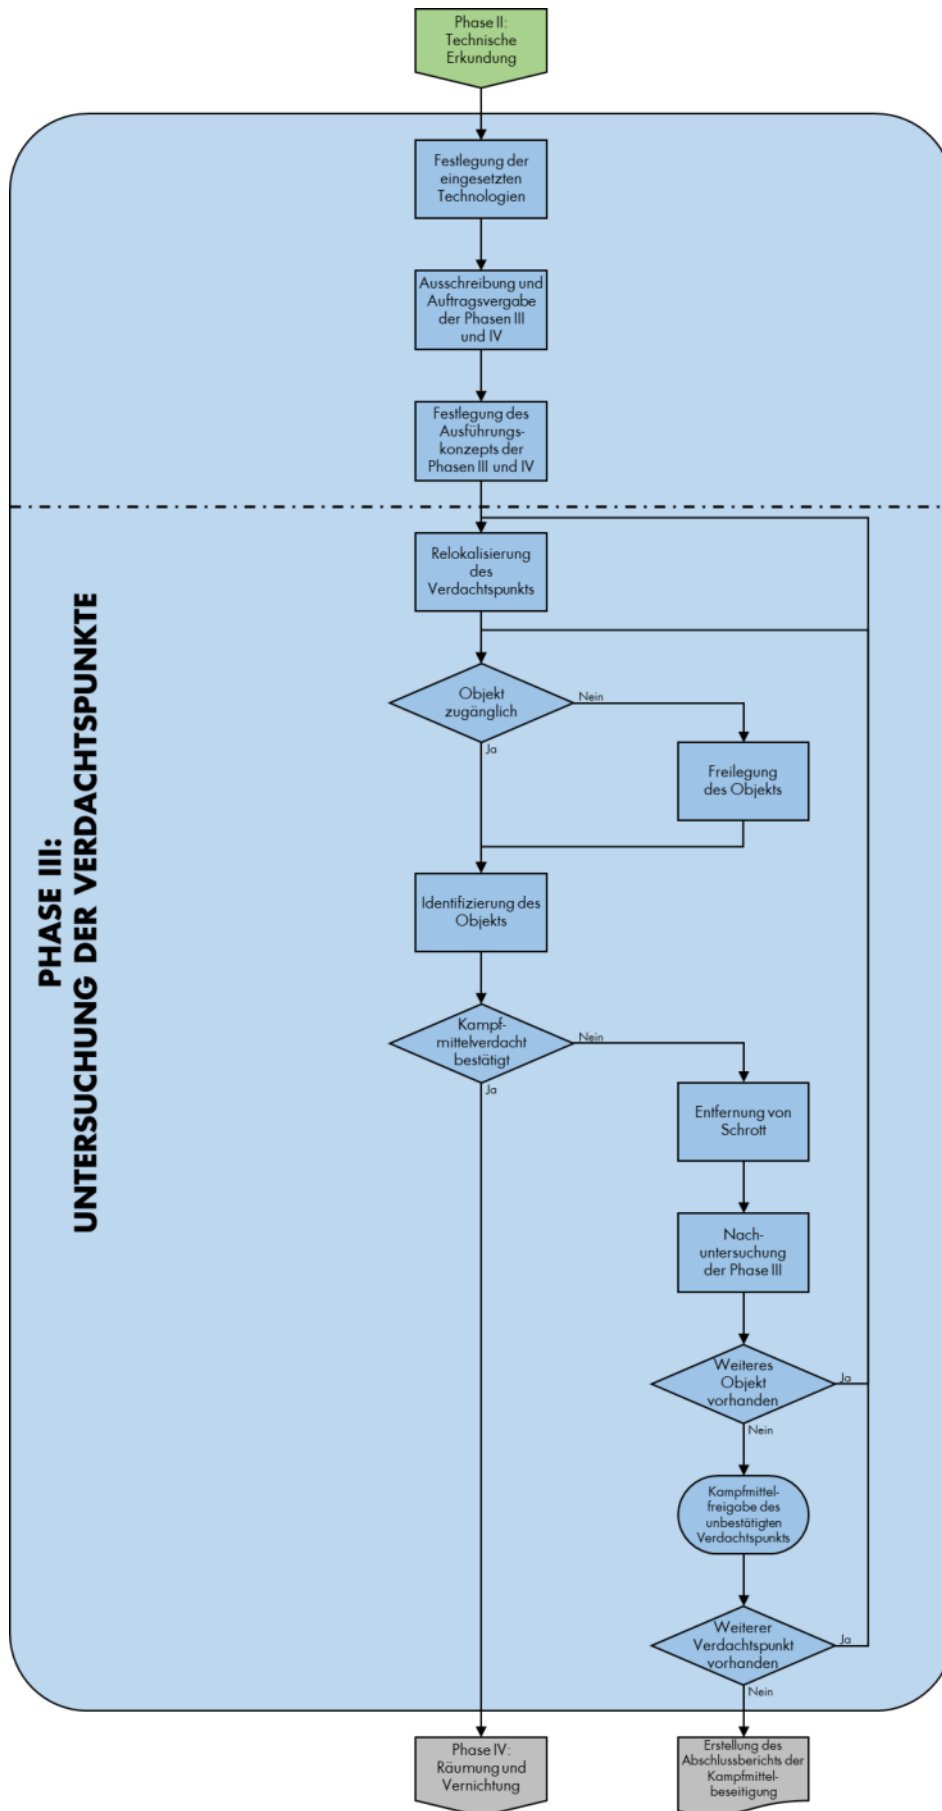 Phase II:
Technische
Erkundung
Festlegung der
eingesetzten
Technologien
Ausschreibung und
Auftragsvergabe
der Phasen III
und IV
Festlegung des
Ausführungs-
konzepts der
Phasen III und IV
PHASE III:
UNTERSUCHUNG DER VERDACHTSPUNKTE
Relokalisierung
des
Verdachtspunkts
Objekt
zugänglich
Nein
Ja
Freilegung
des Objekts
Identifizierung des
Objekts
Kampf-
mittelverdacht
bestätigt
Nein
Ja
Entfernung von
Schrott
Nach-
untersuchung
der Phase III
Weiteres
Objekt
vorhanden
Ja
Nein
Kampfmittel-
freigabe des
unbestätigten
Verdachtspunkts
Weiterer
Verdachtspunkt
vorhanden
Ja
Nein
Phase IV:
Räumung und
Vernichtung
Erstellung des
Abschlussberichts der
Kampfmittel-
beseitigung